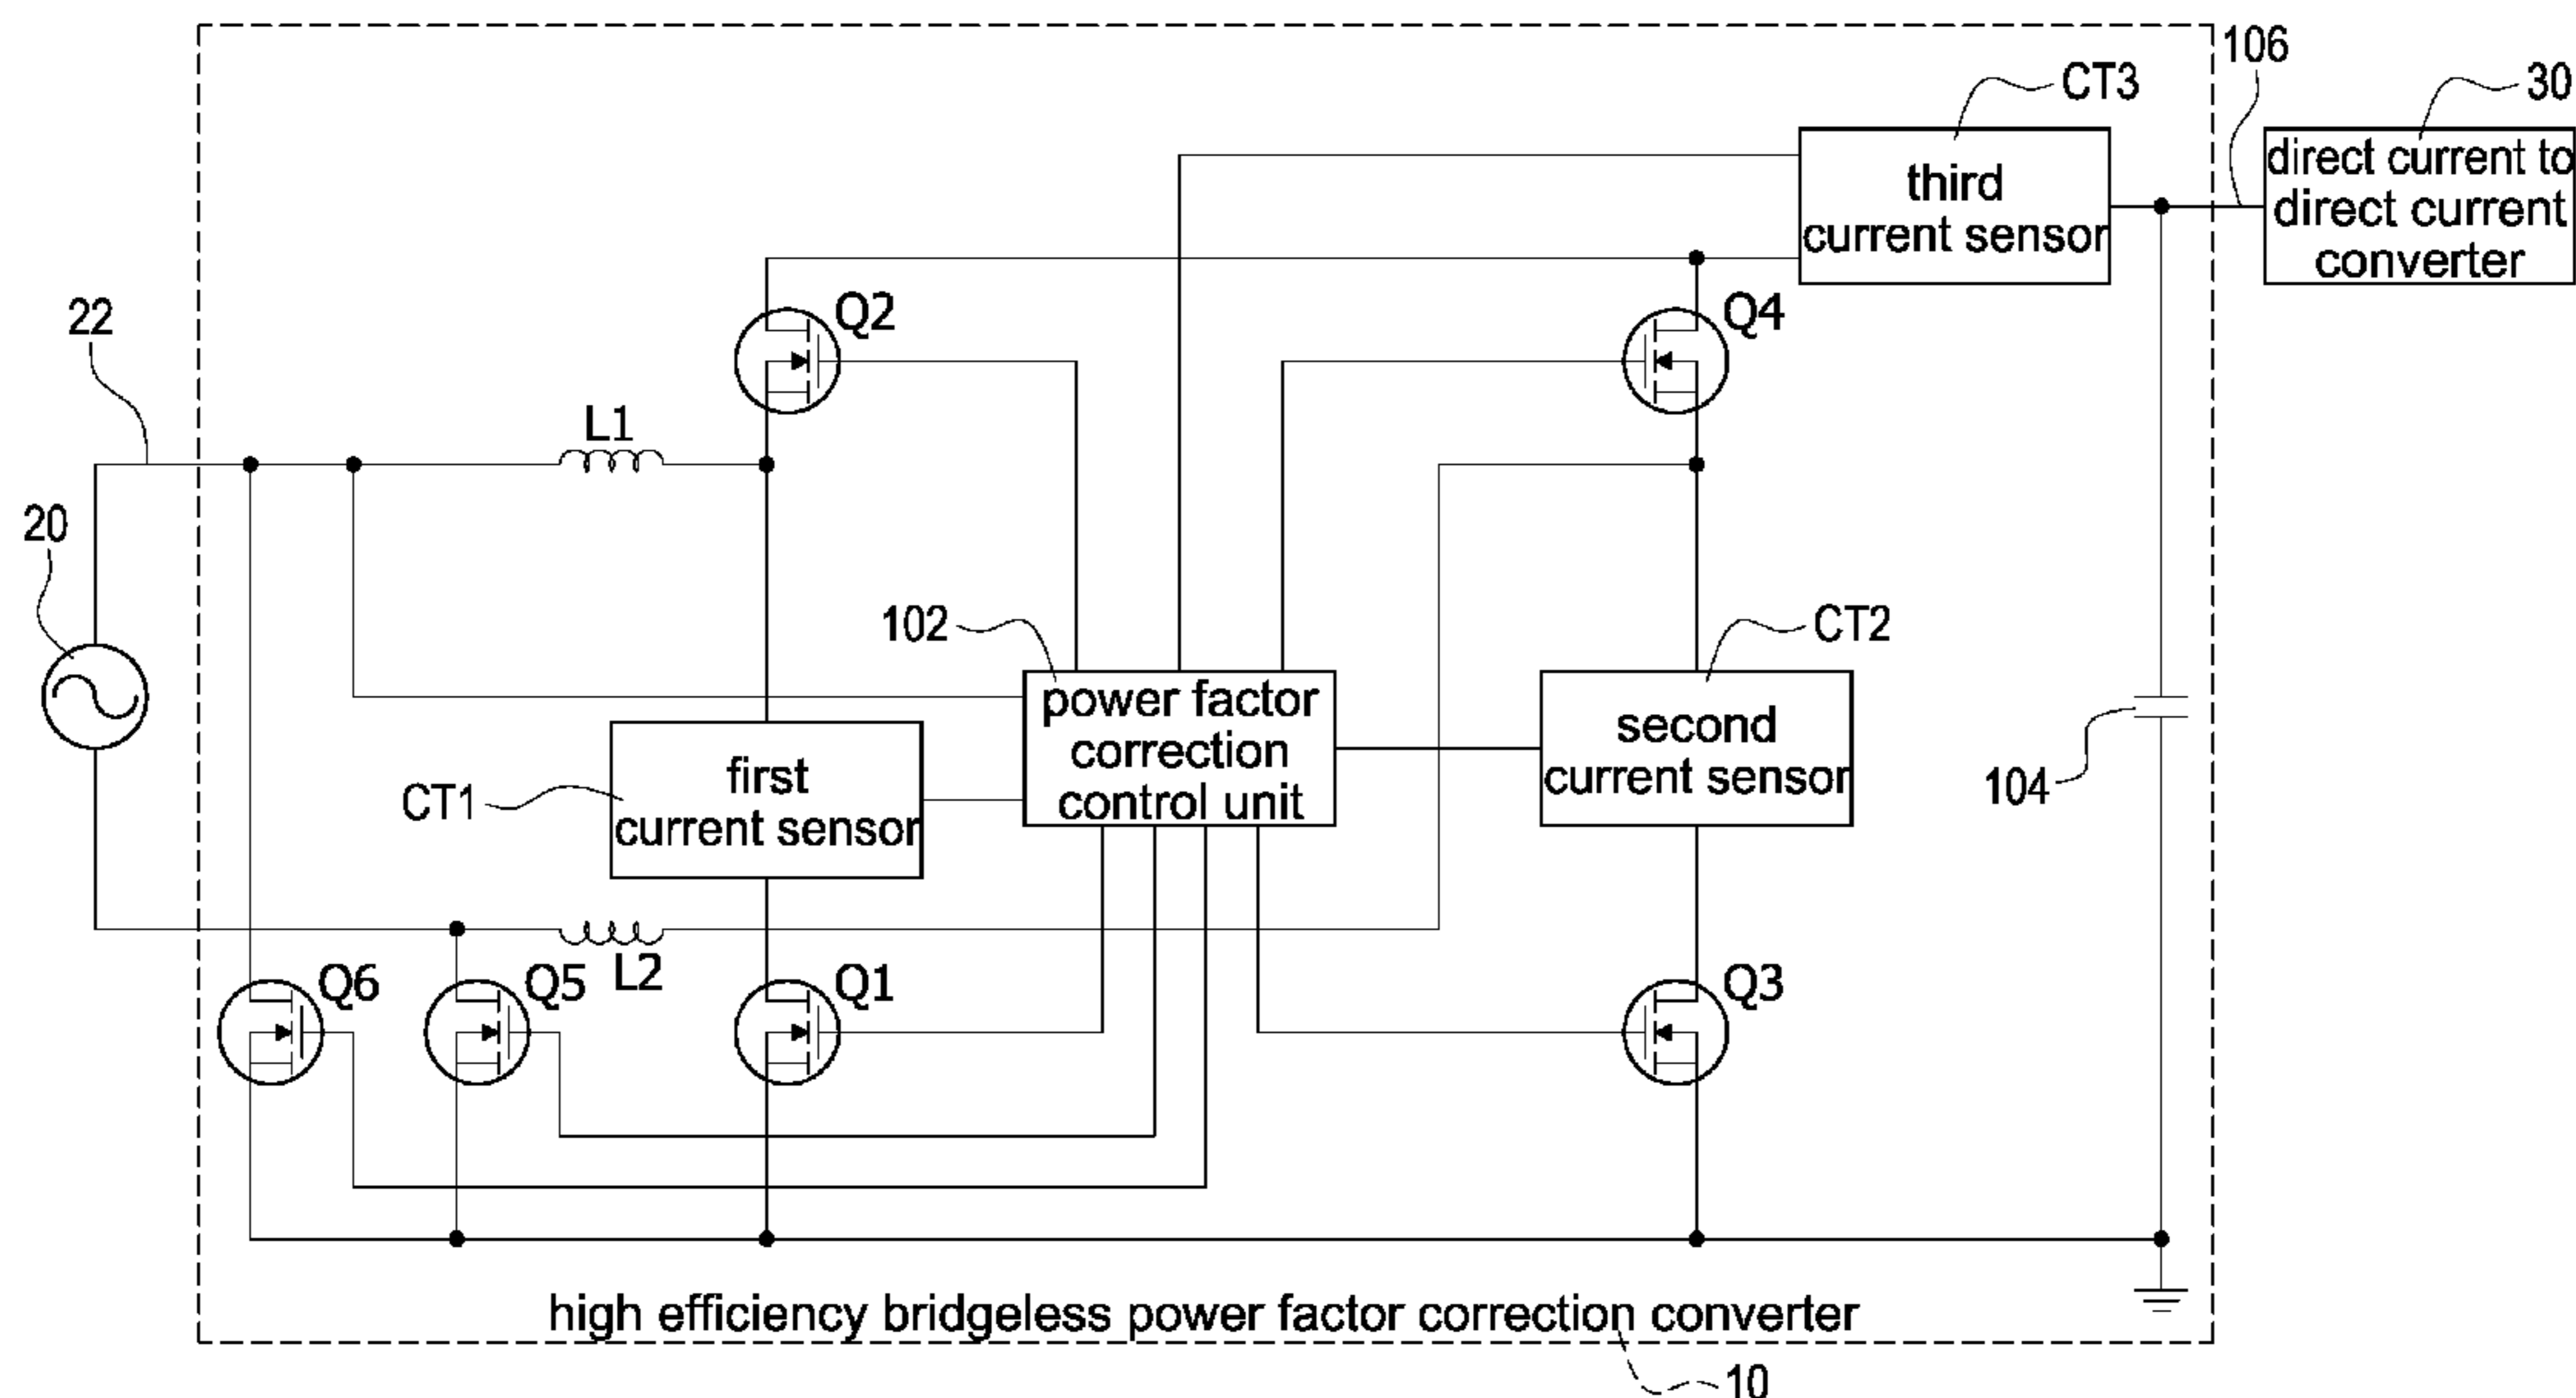 106
CT3
30
third
current sensor
direct current to
direct current
converter
Q2
Q4
22
L1
20
102
CT2
power factor
correction
control unit
second
current sensor
first
current sensor
CT1
104
L2
Q6
Q5
Q1
Q3
high efficiency bridgeless power factor correction converter
10